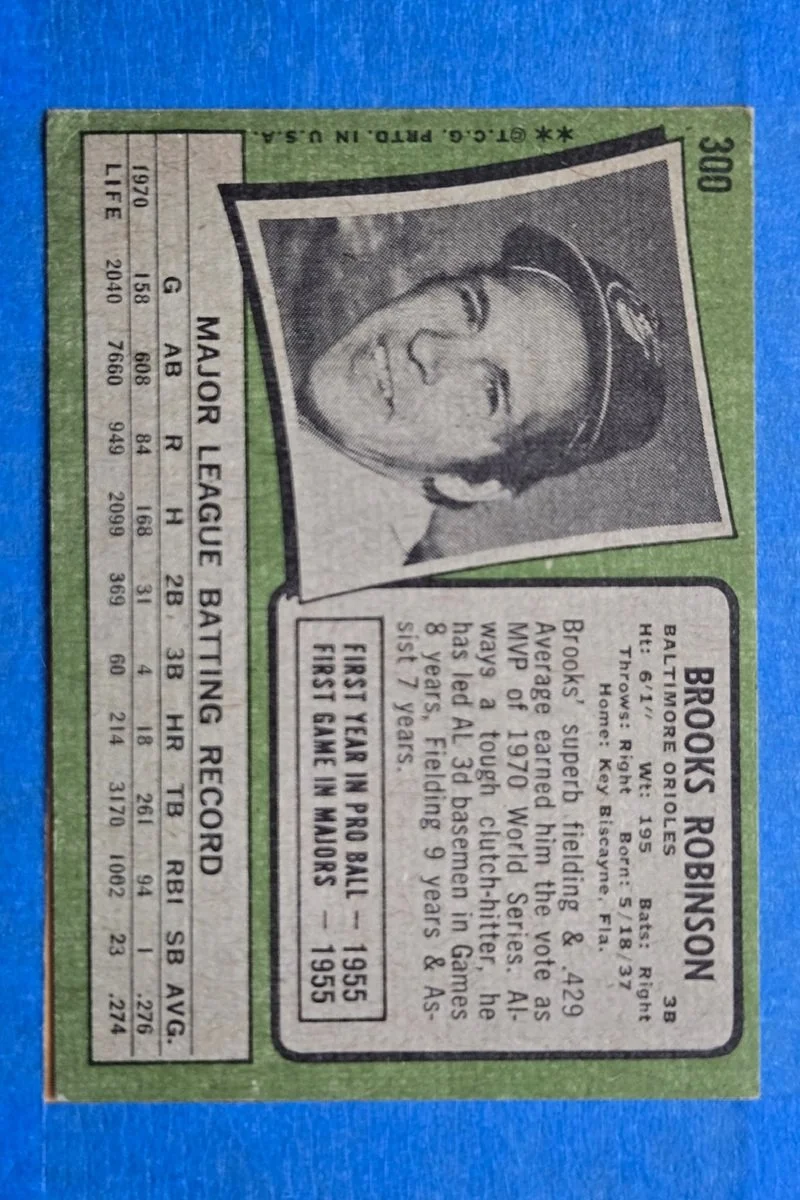 300
BROOKS ROBINSON
BALTIMORE ORIOLES 3B
Ht: 6'1" Wt: 195 Bats: Right
Throws: Right Born: 5/18/37
Home: Key Biscayne, Fla.
Brooks' superb fielding & .429
Average earned him the vote as
MVP of 1970 World Series. Al-
ways a tough clutch-hitter, he
has led AL 3d basemen in Games
8 years, Fielding 9 years & As-
sist 7 years.
FIRST YEAR IN PRO BALL — 1955
FIRST GAME IN MAJORS — 1955
**©T.C.G. PRTD. IN U.S.A.
MAJOR LEAGUE BATTING RECORD
G AB R H 2B 3B HR TB RBI SB AVG.
1970 158 608 84 168 31 4 18 261 94 1 .276
LIFE 2040 7660 949 2099 369 60 214 3170 1002 23 .274